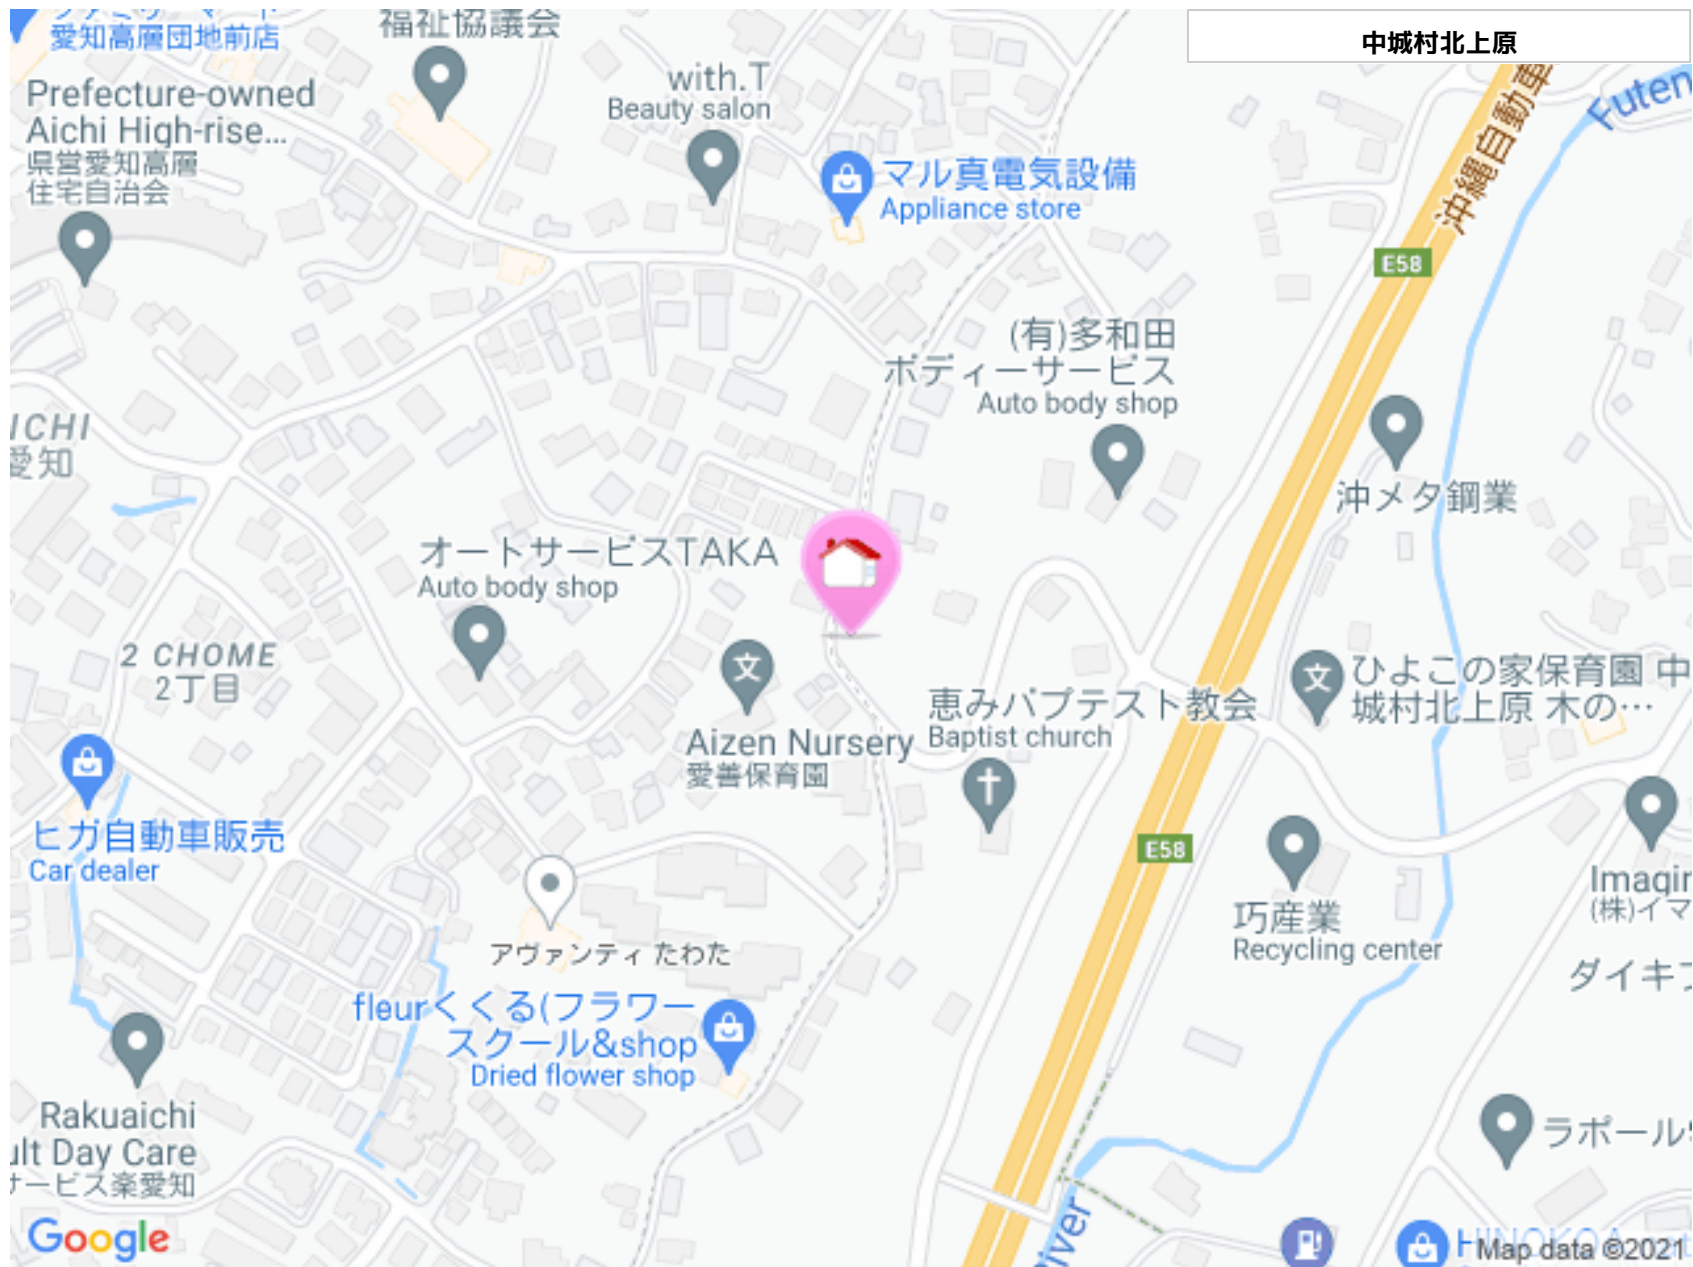 愛知高層団地前店
福祉協議会
中城村北上原
Prefecture-owned
Aichi High-rise...
県営愛知高層
住宅自治会
with.T
Beauty salon
マル真電気設備
Appliance store
沖縄自動車
Futen
E58
(有)多和田
ボディーサービス
Auto body shop
ICHI
愛知
沖メタ鋼業
オートサービスTAKA
Auto body shop
2 CHOME
2丁目
文
文
ひよこの家保育園 中
城村北上原 木の…
恵みバプテスト教会
Baptist church
Aizen Nursery
愛善保育園
ヒガ自動車販売
Car dealer
E58
Imagin
(株)イマ
巧産業
Recycling center
アヴァンティ たわた
ダイキ
fleurくくる(フラワー
スクール&shop
Dried flower shop
Rakuaichi
ult Day Care
サービス楽愛知
ラポール
River
Google
HINOKOA
Map data ©2021